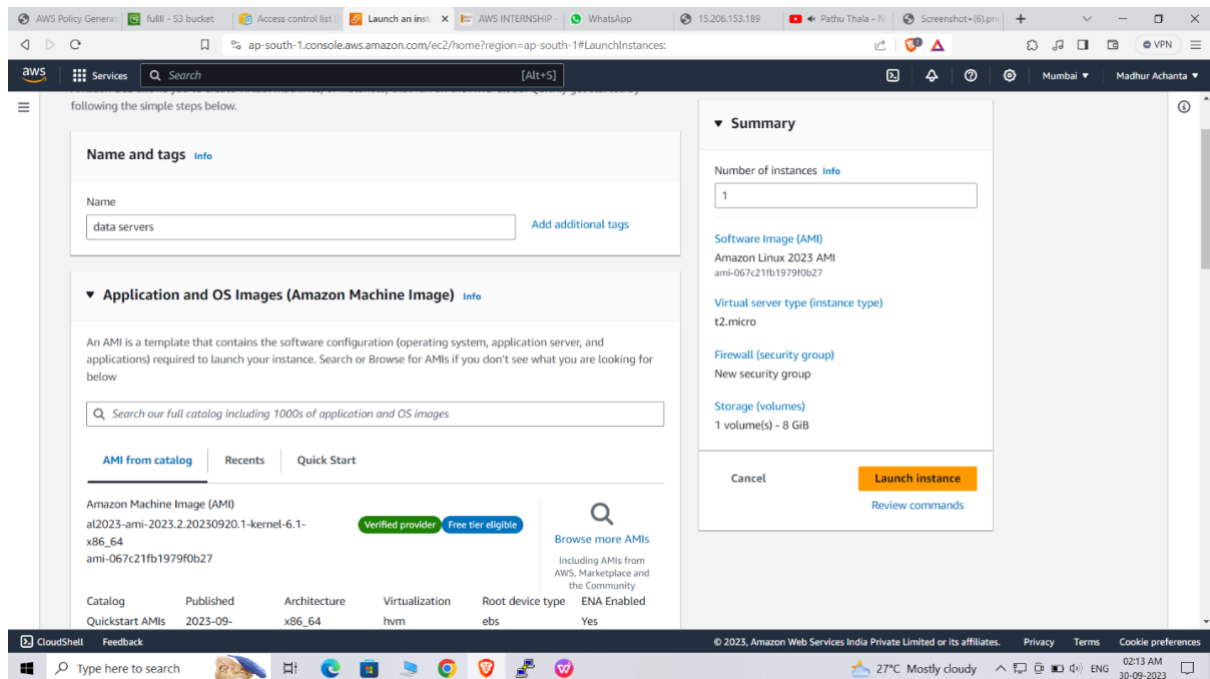 AWS Policy Genera
fullll - S3 bucket
Access control list
Launch an inst
AWS INTERNSHIP -
WhatsApp
15.206.153.189
Pathu Thala - N
Screenshot+(6).pn
ap-south-1.console.aws.amazon.com/ec2/home?region=ap-south-1#LaunchInstances:
VPN
aws
Services
Search
[Alt+S]
Mumbai
Madhur Achanta
following the simple steps below.
Name and tags Info
Name
data servers
Add additional tags
Application and OS Images (Amazon Machine Image) Info
An AMI is a template that contains the software configuration (operating system, application server, and
applications) required to launch your instance. Search or Browse for AMIs if you don't see what you are looking for
below
Search our full catalog including 1000s of application and OS images
AMI from catalog
Recents
Quick Start
Amazon Machine Image (AMI)
al2023-ami-2023.2.20230920.1-kernel-6.1-
x86_64
ami-067c21fb1979f0b27
Verified provider
Free tier eligible
Browse more AMIs
Including AMIs from
AWS, Marketplace and
the Community
Catalog Published Architecture Virtualization Root device type ENA Enabled
Quickstart AMIs 2023-09- x86_64 hvm ebs Yes
Summary
Number of instances Info
1
Software Image (AMI)
Amazon Linux 2023 AMI
ami-067c21fb1979f0b27
Virtual server type (instance type)
t2.micro
Firewall (security group)
New security group
Storage (volumes)
1 volume(s) - 8 GiB
Cancel
Launch instance
Review commands
CloudShell Feedback
© 2023, Amazon Web Services India Private Limited or its affiliates. Privacy Terms Cookie preferences
Type here to search
27°C Mostly cloudy
ENG
02:13 AM
30-09-2023